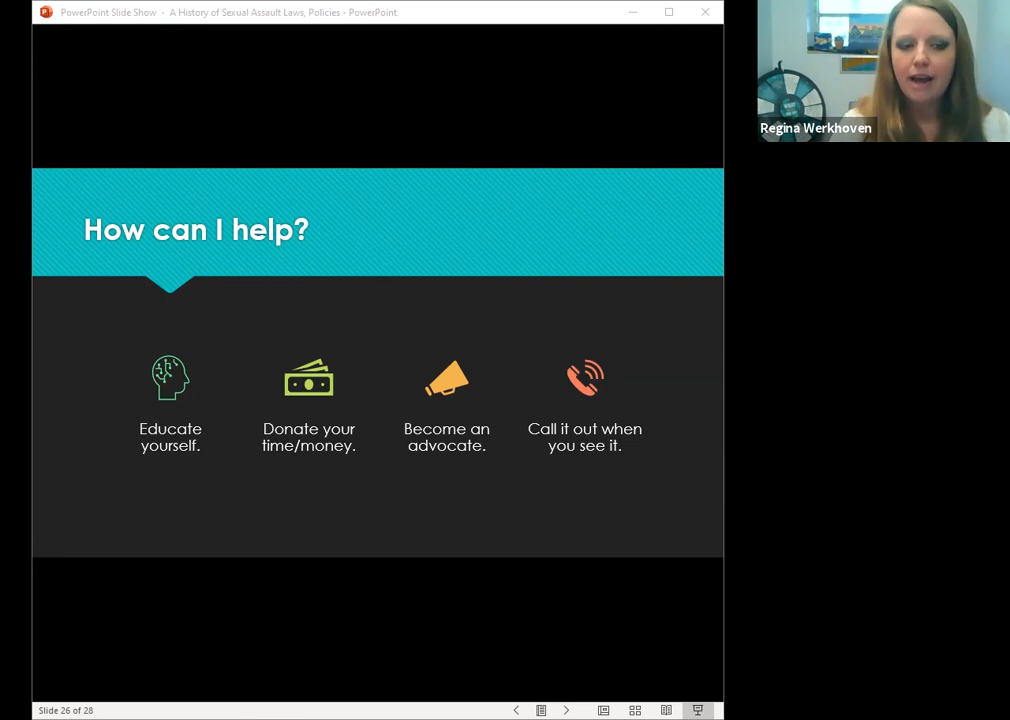 PowerPoint Slide Show - A History of Sexual Assault Laws, Policies - PowerPoint
Regina Werkhoven
How can I help?
Educate
yourself.
Donate your
time/money.
Become an
advocate.
Call it out when
you see it.
Slide 26 of 28